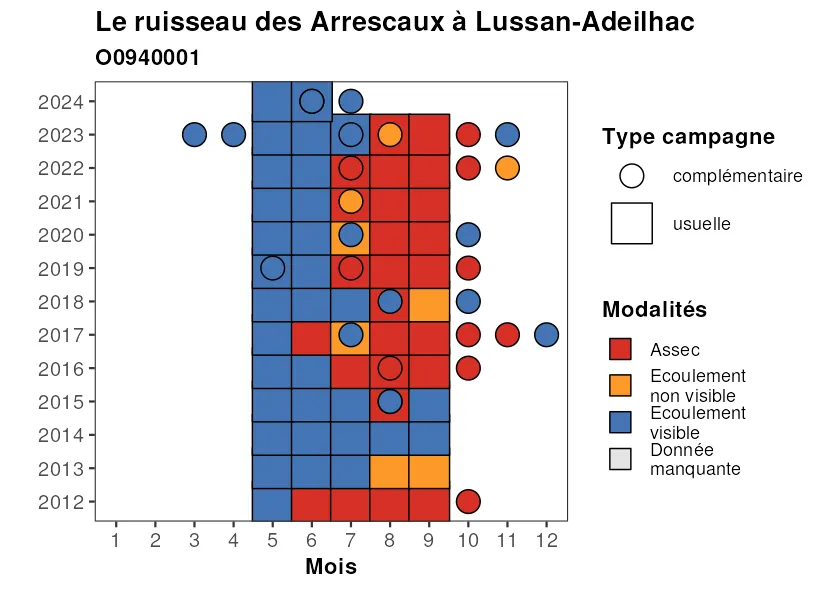 Le ruisseau des Arrescaux à Lussan-Adeilhac
O0940001
2024
2023
2022
2021
2020
2019
2018
2017
2016
2015
2014
2013
2012
1 2 3 4 5 6 7 8 9 10 11 12
Mois
Type campagne
complémentaire
usuelle
Modalités
Assec
Ecoulement
non visible
Ecoulement
visible
Donnée
manquante